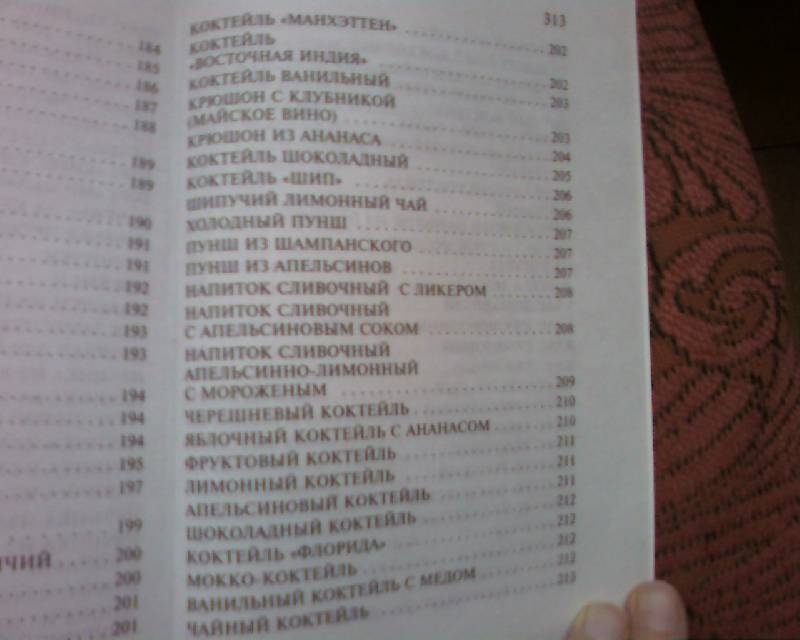 184
185
186
187
188
189
189
190
191
191
192
192
193
193
194
194
194
195
197
199
..... 200
200
201
201
313
КОКТЕЙЛЬ «МАНХЭТТЕН» ..... 202
КОКТЕЙЛЬ
«ВОСТОЧНАЯ ИНДИЯ» ..... 202
КОКТЕЙЛЬ ВАНИЛЬНЫЙ ..... 203
КРЮШОН С КЛУБНИКОЙ
(МАЙСКОЕ ВИНО) ..... 203
КРЮШОН ИЗ АНАНАСА ..... 204
КОКТЕЙЛЬ ШОКОЛАДНЫЙ ..... 205
КОКТЕЙЛЬ «ШИП» ..... 206
ШИПУЧИЙ ЛИМОННЫЙ ЧАЙ ..... 206
ХОЛОДНЫЙ ПУНШ ..... 207
ПУНШ ИЗ ШАМПАНСКОГО ..... 207
ПУНШ ИЗ АПЕЛЬСИНОВ ..... 207
НАПИТОК СЛИВОЧНЫЙ С ЛИКЕРОМ ..... 208
НАПИТОК СЛИВОЧНЫЙ
С АПЕЛЬСИНОВЫМ СОКОМ ..... 208
НАПИТОК СЛИВОЧНЫЙ
АПЕЛЬСИННО-ЛИМОННЫЙ
С МОРОЖЕНЫМ ..... 209
ЧЕРЕШНЕВЫЙ КОКТЕЙЛЬ ..... 210
ЯБЛОЧНЫЙ КОКТЕЙЛЬ С АНАНАСОМ ..... 210
ФРУКТОВЫЙ КОКТЕЙЛЬ ..... 211
ЛИМОННЫЙ КОКТЕЙЛЬ ..... 211
АПЕЛЬСИНОВЫЙ КОКТЕЙЛЬ ..... 211
ШОКОЛАДНЫЙ КОКТЕЙЛЬ ..... 212
КОКТЕЙЛЬ «ФЛОРИДА» ..... 212
МОККО-КОКТЕЙЛЬ ..... 212
ВАНИЛЬНЫЙ КОКТЕЙЛЬ С МЕДОМ ..... 212
ЧАЙНЫЙ КОКТЕЙЛЬ ..... 213